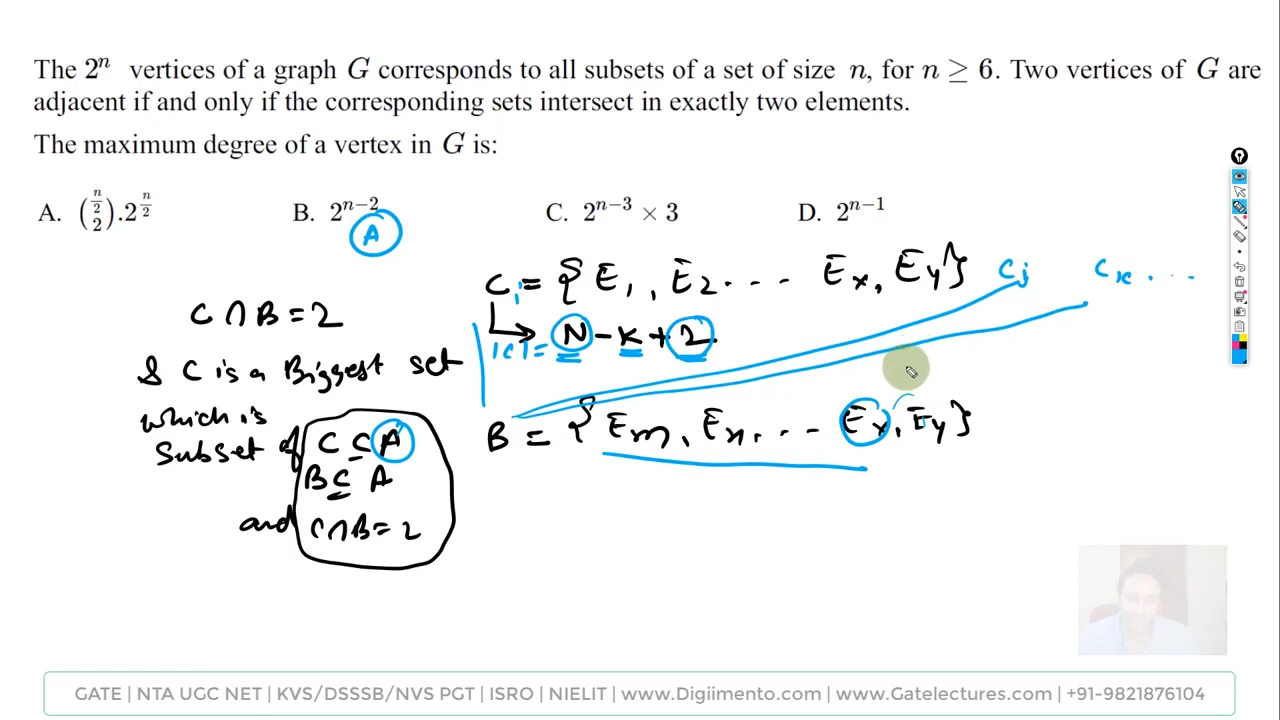 The 2ⁿ vertices of a graph G corresponds to all subsets of a set of size n, for n ≥ 6. Two vertices of G are
adjacent if and only if the corresponding sets intersect in exactly two elements.
The maximum degree of a vertex in G is:
A. (n/2 2).2^(n/2) B. 2^(n−2) C. 2^(n−3) × 3 D. 2^(n−1)
A
C₁ = { E₁, E₂ . . . . Eₓ, Eᵧ} Cⱼ Cₖ . . .
C ∩ B = 2
|C| = N − K + 2
& C is a Biggest set
which is
Subset of C ⊆ A
B = { Eₘ, Eₙ, . . . Eₓ, Eᵧ}
B ⊆ A
and C ∩ B = 2
GATE | NTA UGC NET | KVS/DSSSB/NVS PGT | ISRO | NIELIT | www.Digiimento.com | www.Gatelectures.com | +91-9821876104